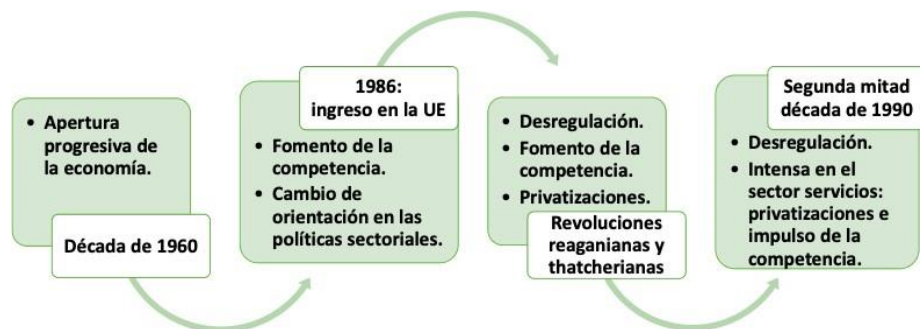 • Apertura
progresiva de
la economía.
Década de 1960
1986:
ingreso en la UE
• Fomento de la
competencia.
• Cambio de
orientación en las
políticas sectoriales.
• Desregulación.
• Fomento de la
competencia.
• Privatizaciones.
Revoluciones
reaganianas y
thatcherianas
Segunda mitad
década de 1990
• Desregulación.
• Intensa en el
sector servicios:
privatizaciones e
impulso de la
competencia.